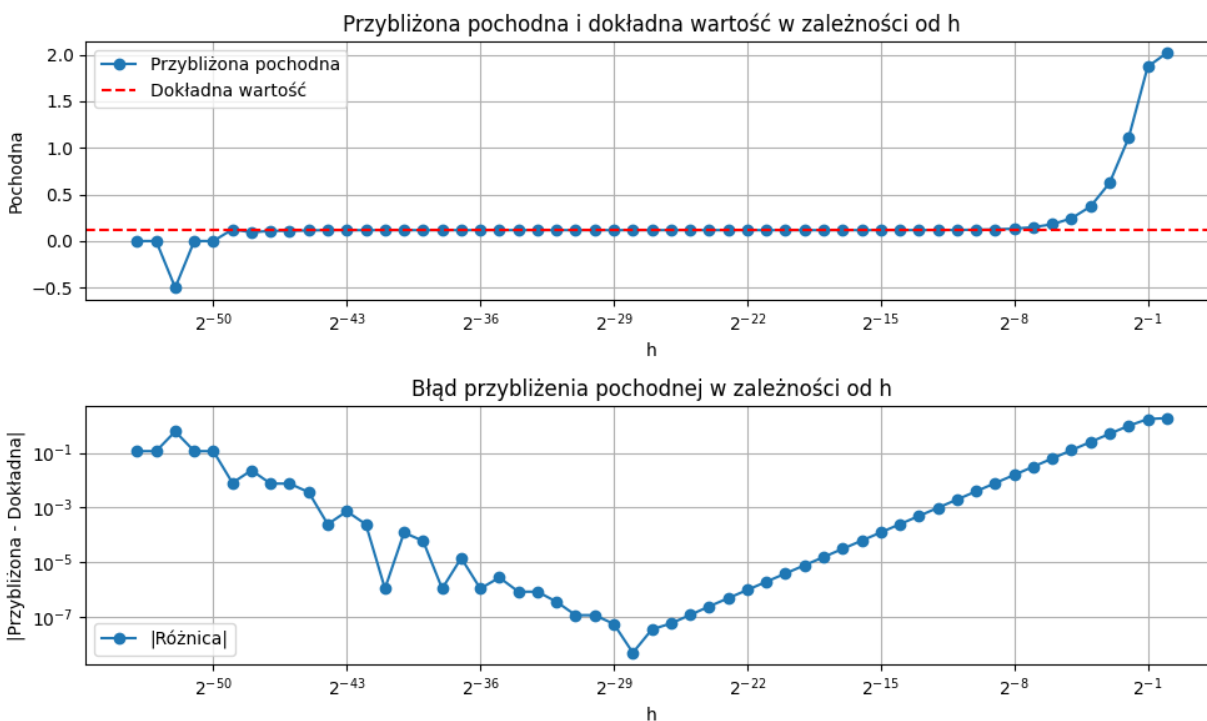 Przybliżona pochodna i dokładna wartość w zależności od h
Pochodna
2.0
1.5
1.0
0.5
0.0
−0.5
Przybliżona pochodna
Dokładna wartość
2⁻⁵⁰ 2⁻⁴³ 2⁻³⁶ 2⁻²⁹ 2⁻²² 2⁻¹⁵ 2⁻⁸ 2⁻¹
h
Błąd przybliżenia pochodnej w zależności od h
|Przybliżona - Dokładna|
10⁻¹
10⁻³
10⁻⁵
10⁻⁷
|Różnica|
2⁻⁵⁰ 2⁻⁴³ 2⁻³⁶ 2⁻²⁹ 2⁻²² 2⁻¹⁵ 2⁻⁸ 2⁻¹
h